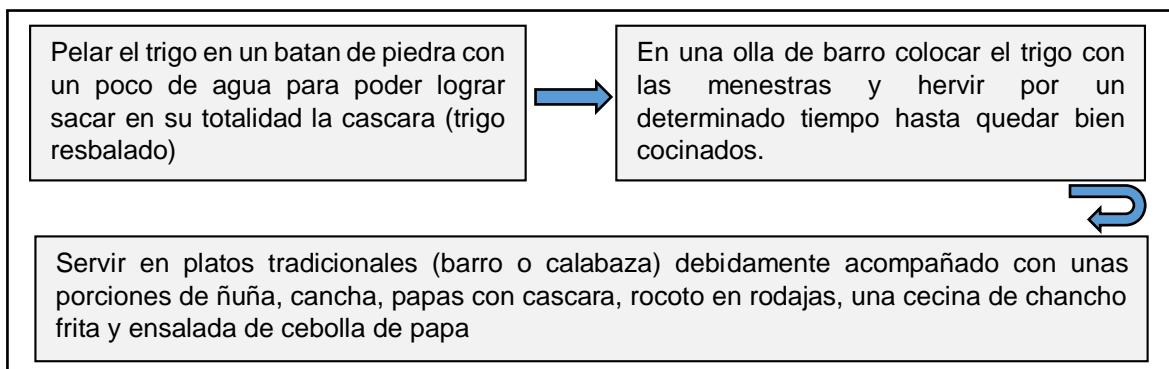 Pelar el trigo en un batan de piedra con
un poco de agua para poder lograr
sacar en su totalidad la cascara (trigo
resbalado)
En una olla de barro colocar el trigo con
las menestras y hervir por un
determinado tiempo hasta quedar bien
cocinados.
Servir en platos tradicionales (barro o calabaza) debidamente acompañado con unas
porciones de ñuña, cancha, papas con cascara, rocoto en rodajas, una cecina de chancho
frita y ensalada de cebolla de papa